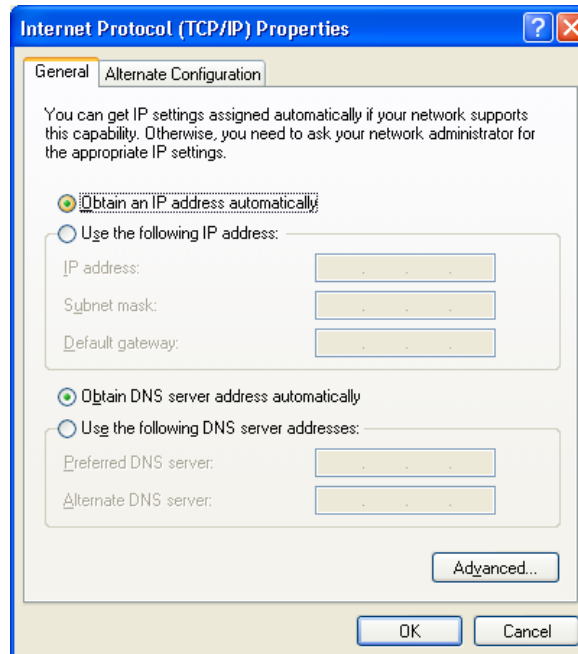 Internet Protocol (TCP/IP) Properties
General
Alternate Configuration
You can get IP settings assigned automatically if your network supports
this capability. Otherwise, you need to ask your network administrator for
the appropriate IP settings.
Obtain an IP address automatically
Use the following IP address:
IP address:
Subnet mask:
Default gateway:
Obtain DNS server address automatically
Use the following DNS server addresses:
Preferred DNS server:
Alternate DNS server:
Advanced...
OK
Cancel